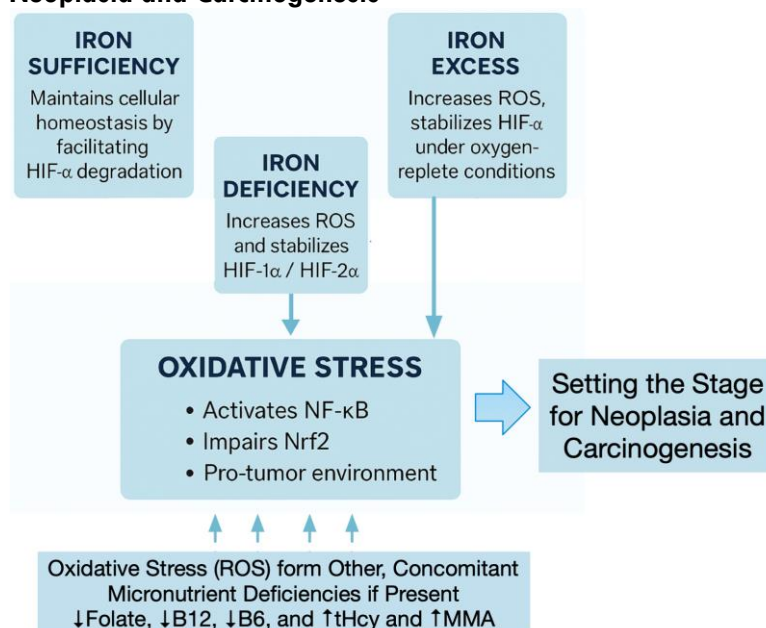 Neoplasia and Carcinogenesis
IRON
SUFFICIENCY
Maintains cellular
homeostasis by
facilitating
HIF-α degradation
IRON
DEFICIENCY
Increases ROS
and stabilizes
HIF-1α / HIF-2α
IRON
EXCESS
Increases ROS,
stabilizes HIF-α
under oxygen-
replete conditions
OXIDATIVE STRESS
• Activates NF-κB
• Impairs Nrf2
• Pro-tumor environment
Setting the Stage
for Neoplasia and
Carcinogenesis
Oxidative Stress (ROS) form Other, Concomitant
Micronutrient Deficiencies if Present
↓Folate, ↓B12, ↓B6, and ↑tHcy and ↑MMA